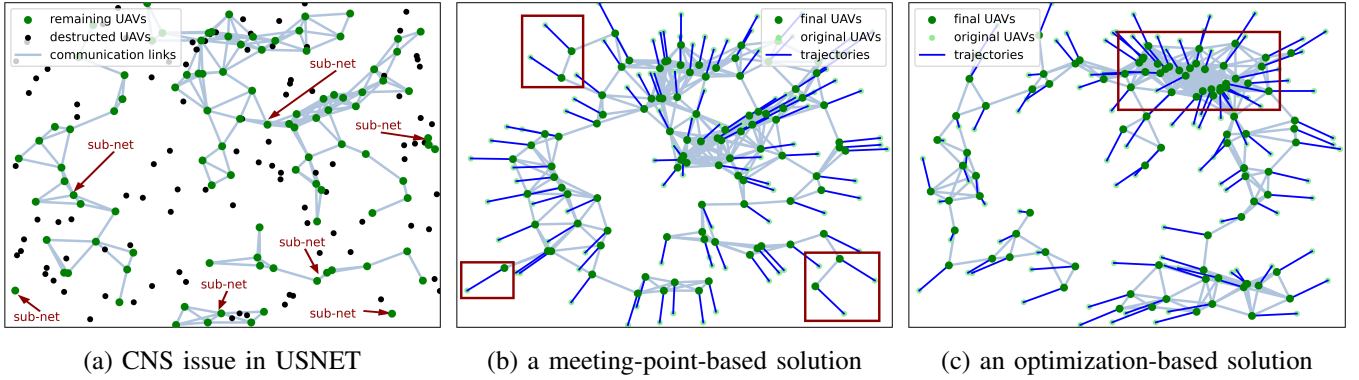 remaining UAVs
destructed UAVs
communication links
sub-net
sub-net
sub-net
sub-net
sub-net
sub-net
sub-net
final UAVs
original UAVs
trajectories
final UAVs
original UAVs
trajectories
(a) CNS issue in USNET
(b) a meeting-point-based solution
(c) an optimization-based solution